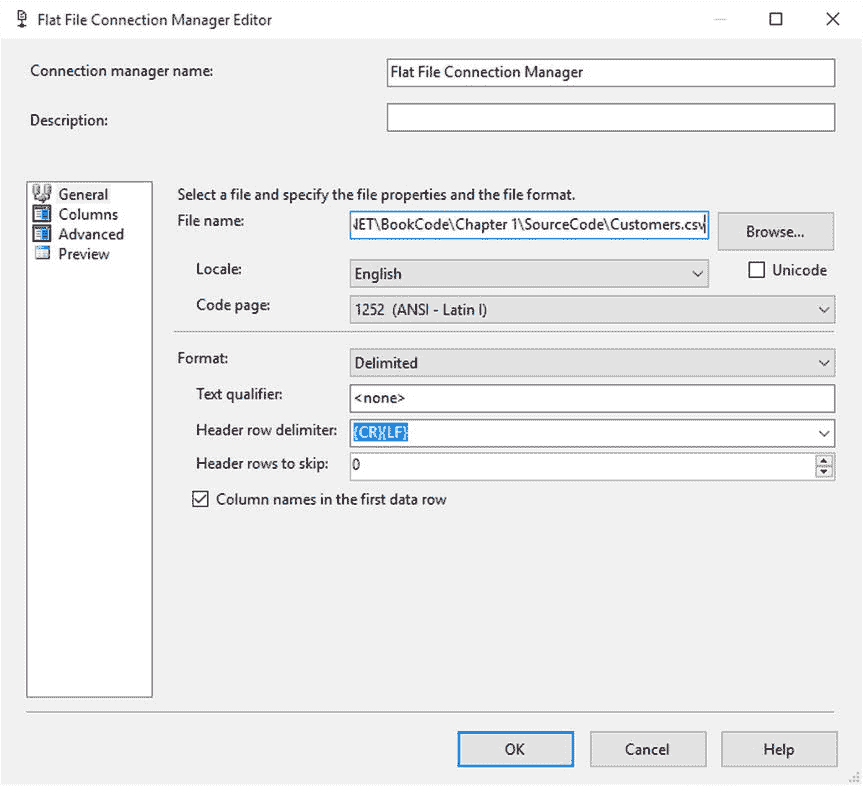 Flat File Connection Manager Editor
Connection manager name:
Flat File Connection Manager
Description:
General
Columns
Advanced
Preview
Select a file and specify the file properties and the file format.
File name:
NET\BookCode\Chapter 1\SourceCode\Customers.csv
Browse...
Locale:
English
Unicode
Code page:
1252 (ANSI - Latin I)
Format:
Delimited
Text qualifier:
<none>
Header row delimiter:
{CR}{LF}
Header rows to skip:
0
Column names in the first data row
OK
Cancel
Help